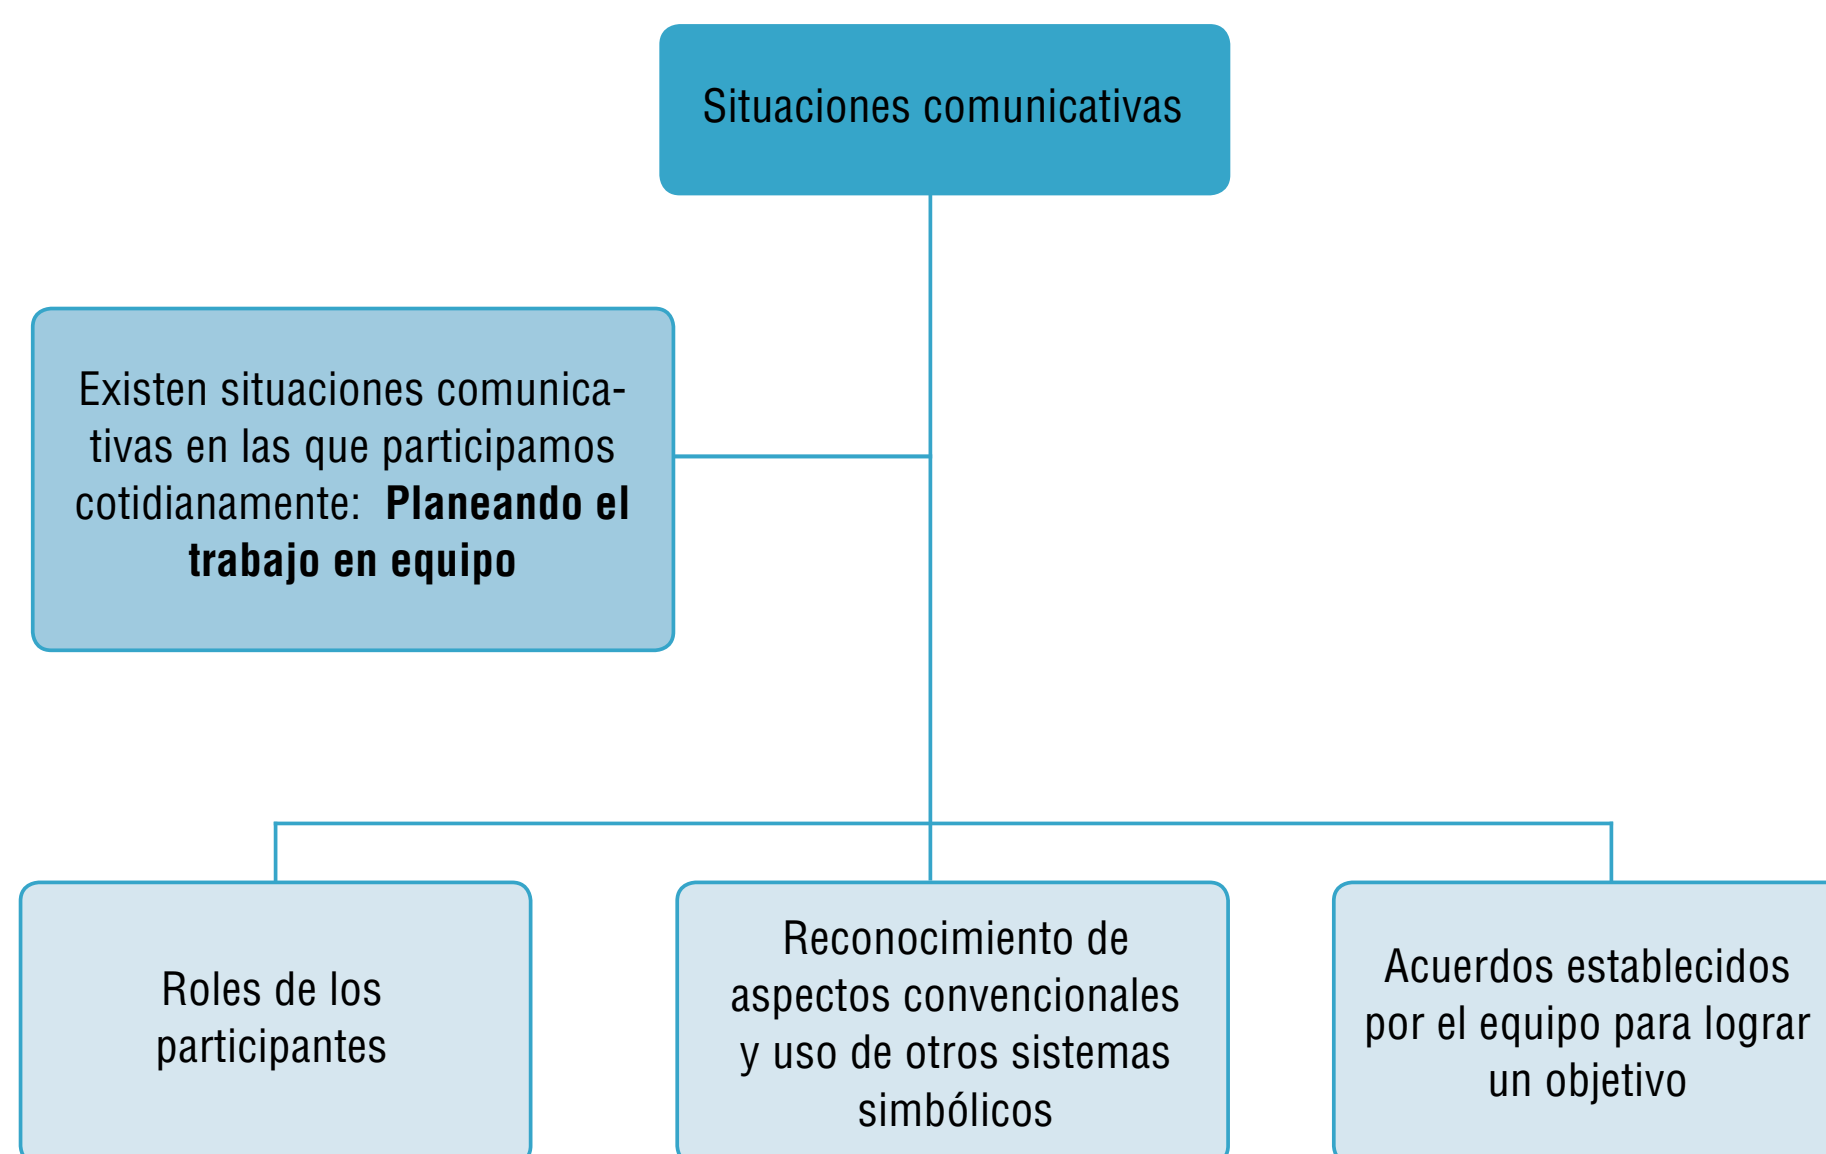 Situaciones comunicativas
Existen situaciones comunica-
tivas en las que participamos
cotidianamente: Planeando el
trabajo en equipo
Roles de los
participantes
Reconocimiento de
aspectos convencionales
y uso de otros sistemas
simbólicos
Acuerdos establecidos
por el equipo para lograr
un objetivo